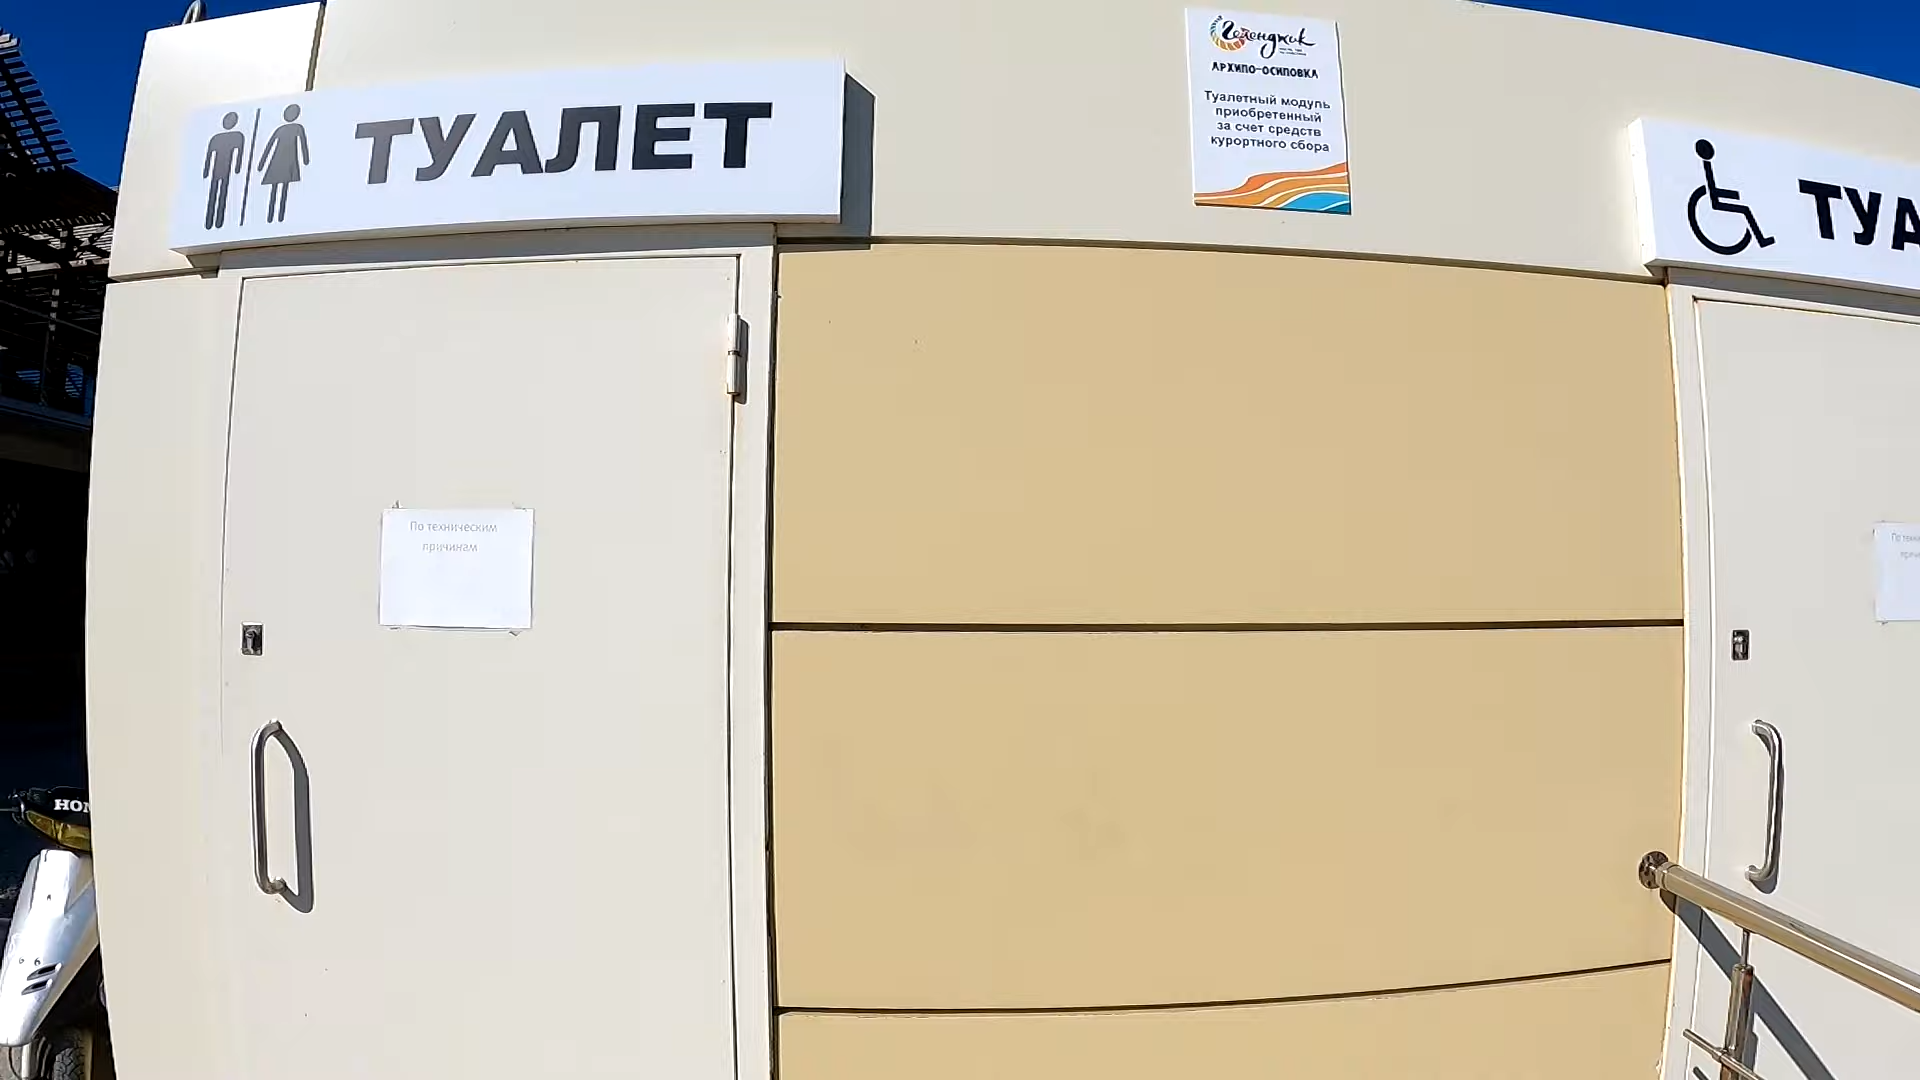 ТУАЛЕТ
Геленджик
АРХИПО-ОСИПОВКА
Туалетный модуль
приобретенный
за счет средств
курортного сбора
ТУА
По техническим
причинам
HON